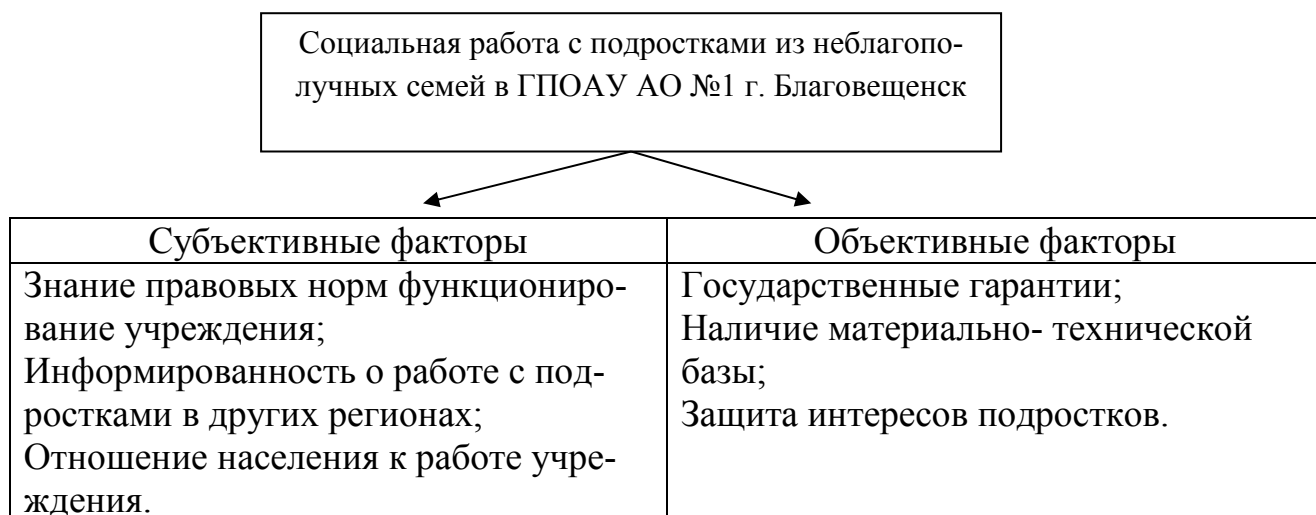 Социальная работа с подростками из неблагопо-
лучных семей в ГПОАУ АО №1 г. Благовещенск
Субъективные факторы
Объективные факторы
Знание правовых норм функциониро-
вание учреждения;
Информированность о работе с под-
ростками в других регионах;
Отношение населения к работе учре-
ждения.
Государственные гарантии;
Наличие материально- технической
базы;
Защита интересов подростков.